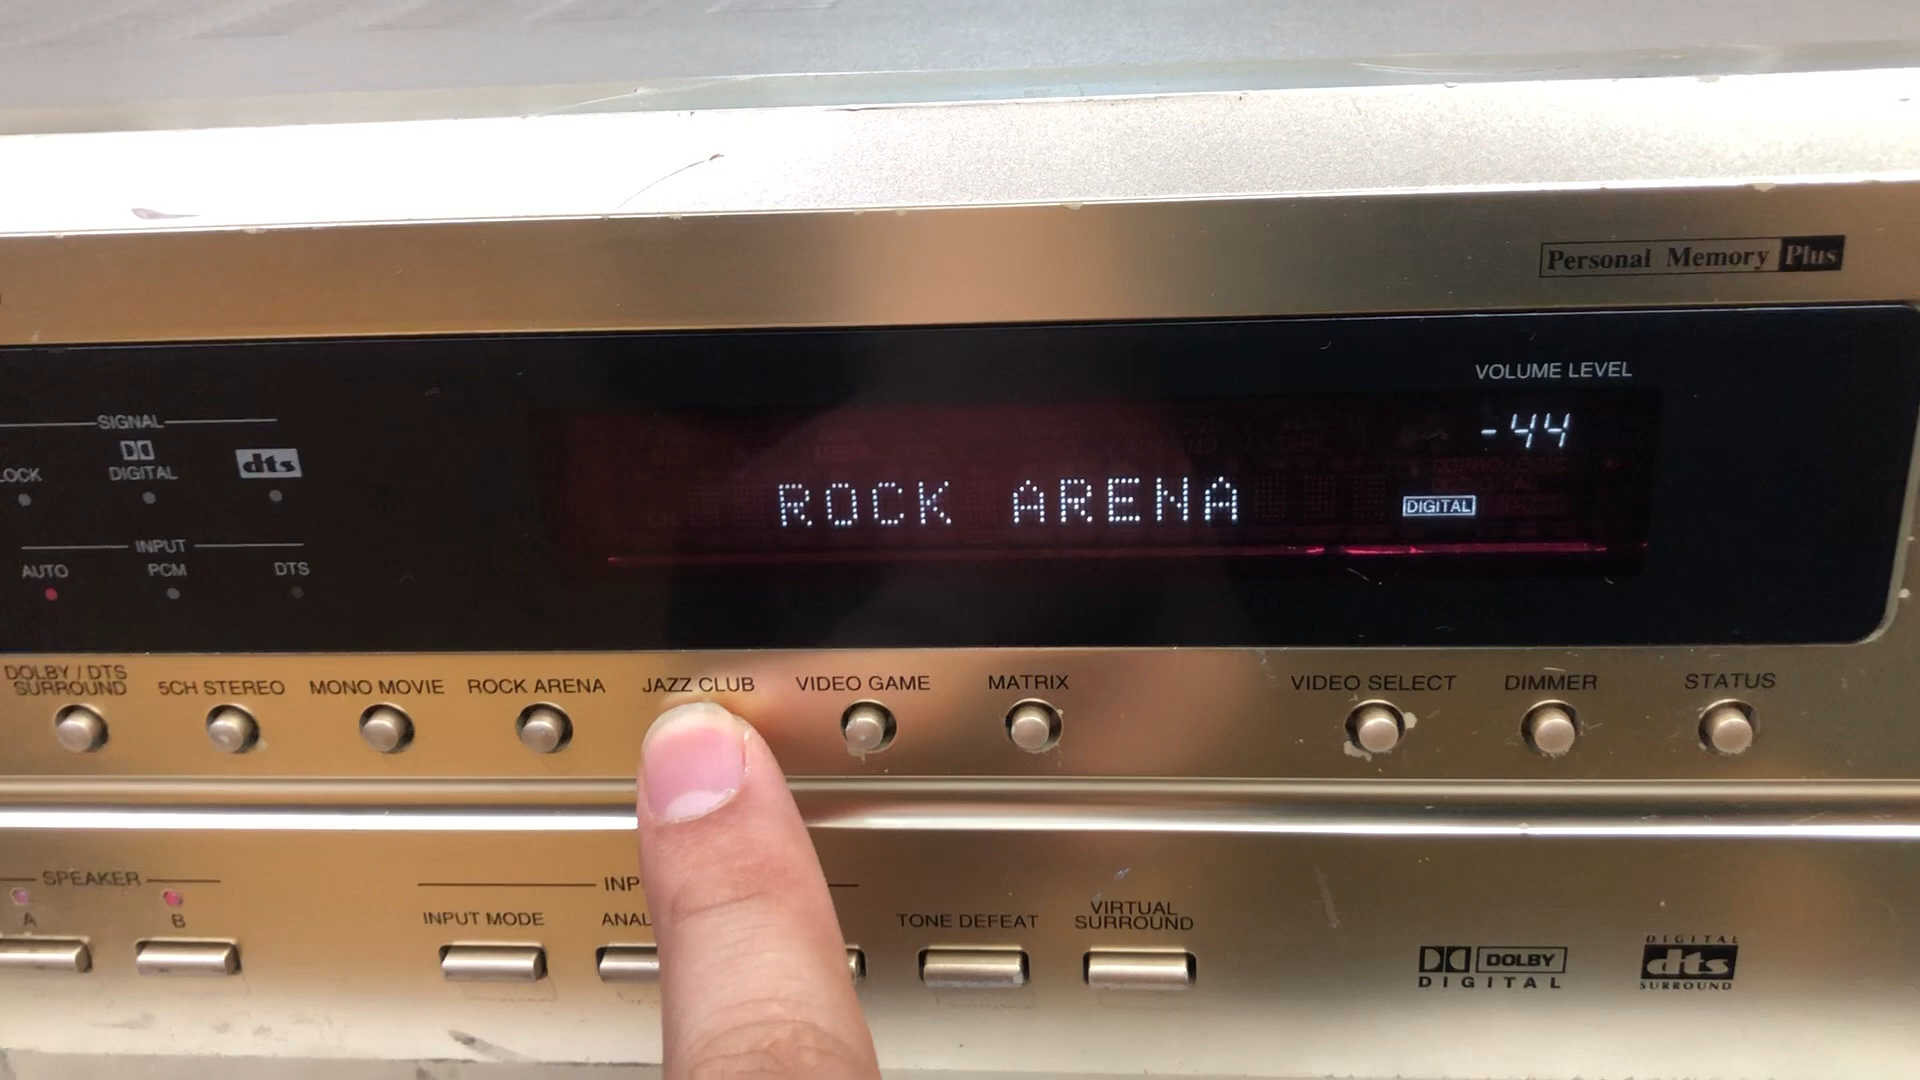 Personal Memory Plus
VOLUME LEVEL
-44
SIGNAL
LOCK
DIGITAL
dts
ROCK ARENA
DIGITAL
INPUT
AUTO
PCM
DTS
DOLBY / DTS
SURROUND
5CH STEREO
MONO MOVIE
ROCK ARENA
JAZZ CLUB
VIDEO GAME
MATRIX
VIDEO SELECT
DIMMER
STATUS
SPEAKER
A
B
INP
INPUT MODE
ANAL
TONE DEFEAT
VIRTUAL
SURROUND
DOLBY
DIGITAL
DIGITAL
dts
SURROUND